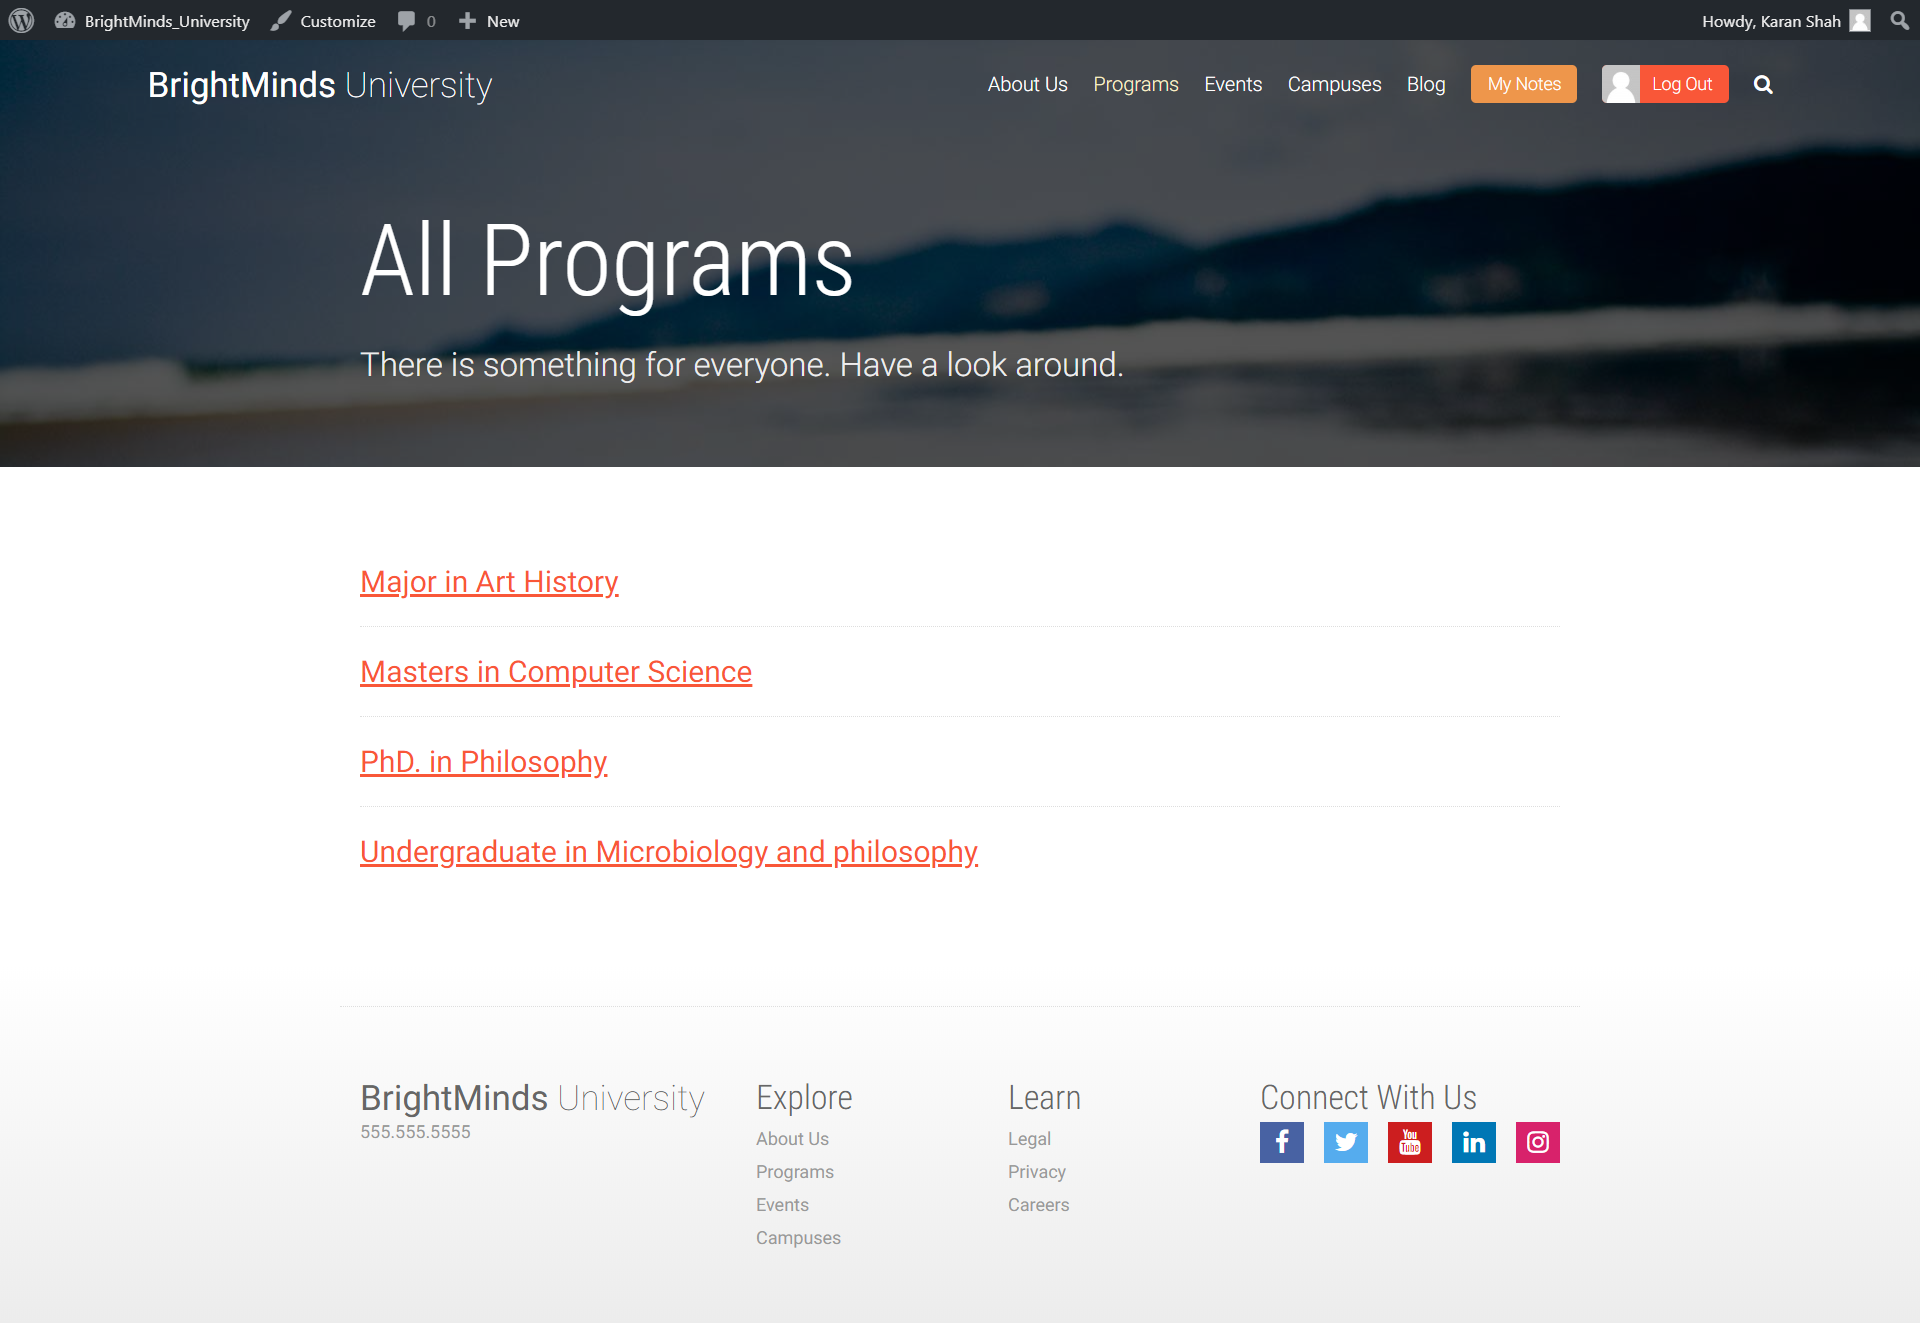 BrightMinds_University Customize 0 New Howdy, Karan Shah
BrightMinds University About Us Programs Events Campuses Blog My Notes Log Out
All Programs
There is something for everyone. Have a look around.
Major in Art History
Masters in Computer Science
PhD. in Philosophy
Undergraduate in Microbiology and philosophy
BrightMinds University
555.555.5555
Explore
About Us
Programs
Events
Campuses
Learn
Legal
Privacy
Careers
Connect With Us
You
Tube
in